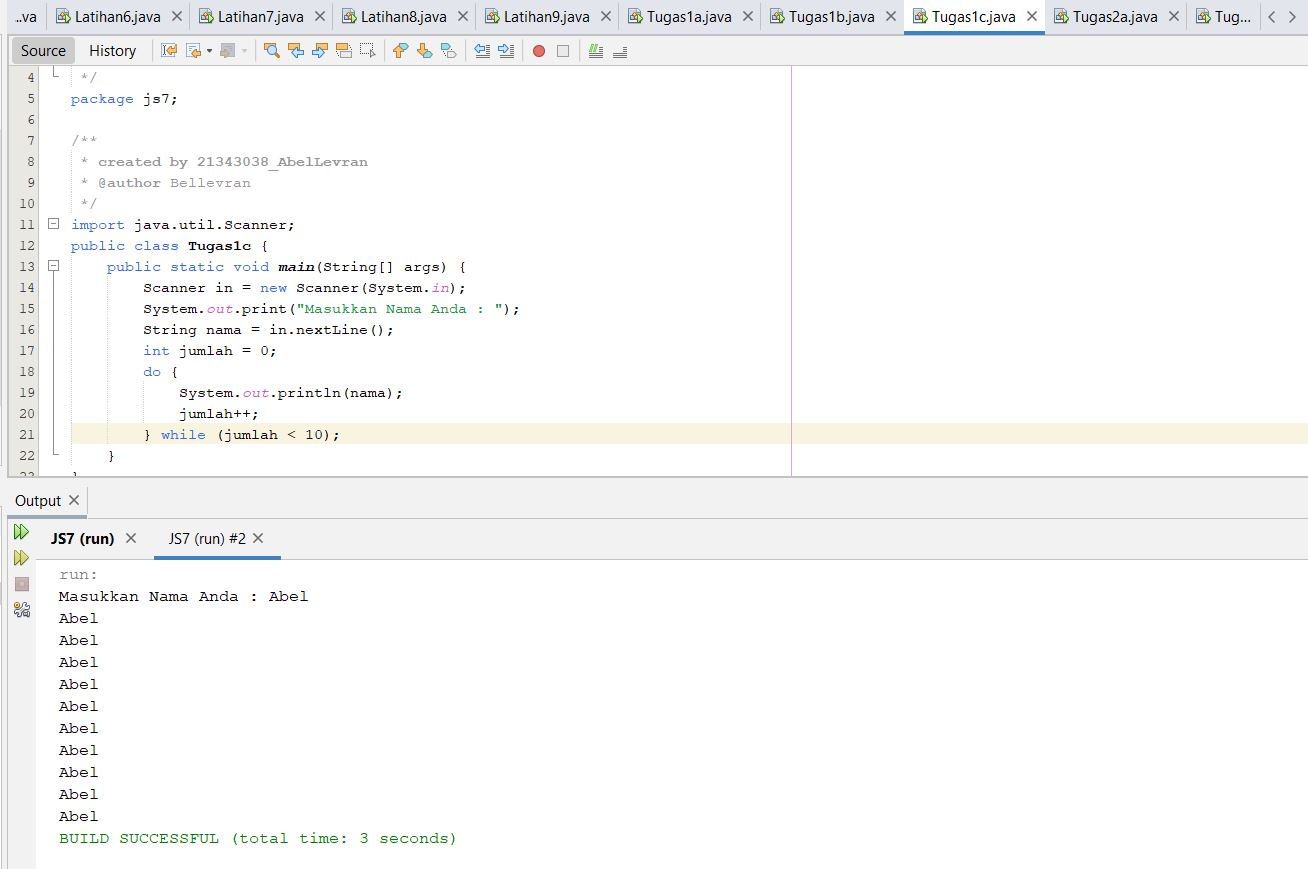 ..va Latihan6.java Latihan7.java Latihan8.java Latihan9.java Tugas1a.java Tugas1b.java Tugas1c.java Tugas2a.java Tug...
Source History
4 */
5 package js7;
6
7 /**
8 * created by 21343038_AbelLevran
9 * @author Bellevran
10 */
11 import java.util.Scanner;
12 public class Tugas1c {
13 public static void main(String[] args) {
14 Scanner in = new Scanner(System.in);
15 System.out.print("Masukkan Nama Anda : ");
16 String nama = in.nextLine();
17 int jumlah = 0;
18 do {
19 System.out.println(nama);
20 jumlah++;
21 } while (jumlah < 10);
22 }
Output
JS7 (run) JS7 (run) #2
run:
Masukkan Nama Anda : Abel
Abel
Abel
Abel
Abel
Abel
Abel
Abel
Abel
Abel
Abel
BUILD SUCCESSFUL (total time: 3 seconds)